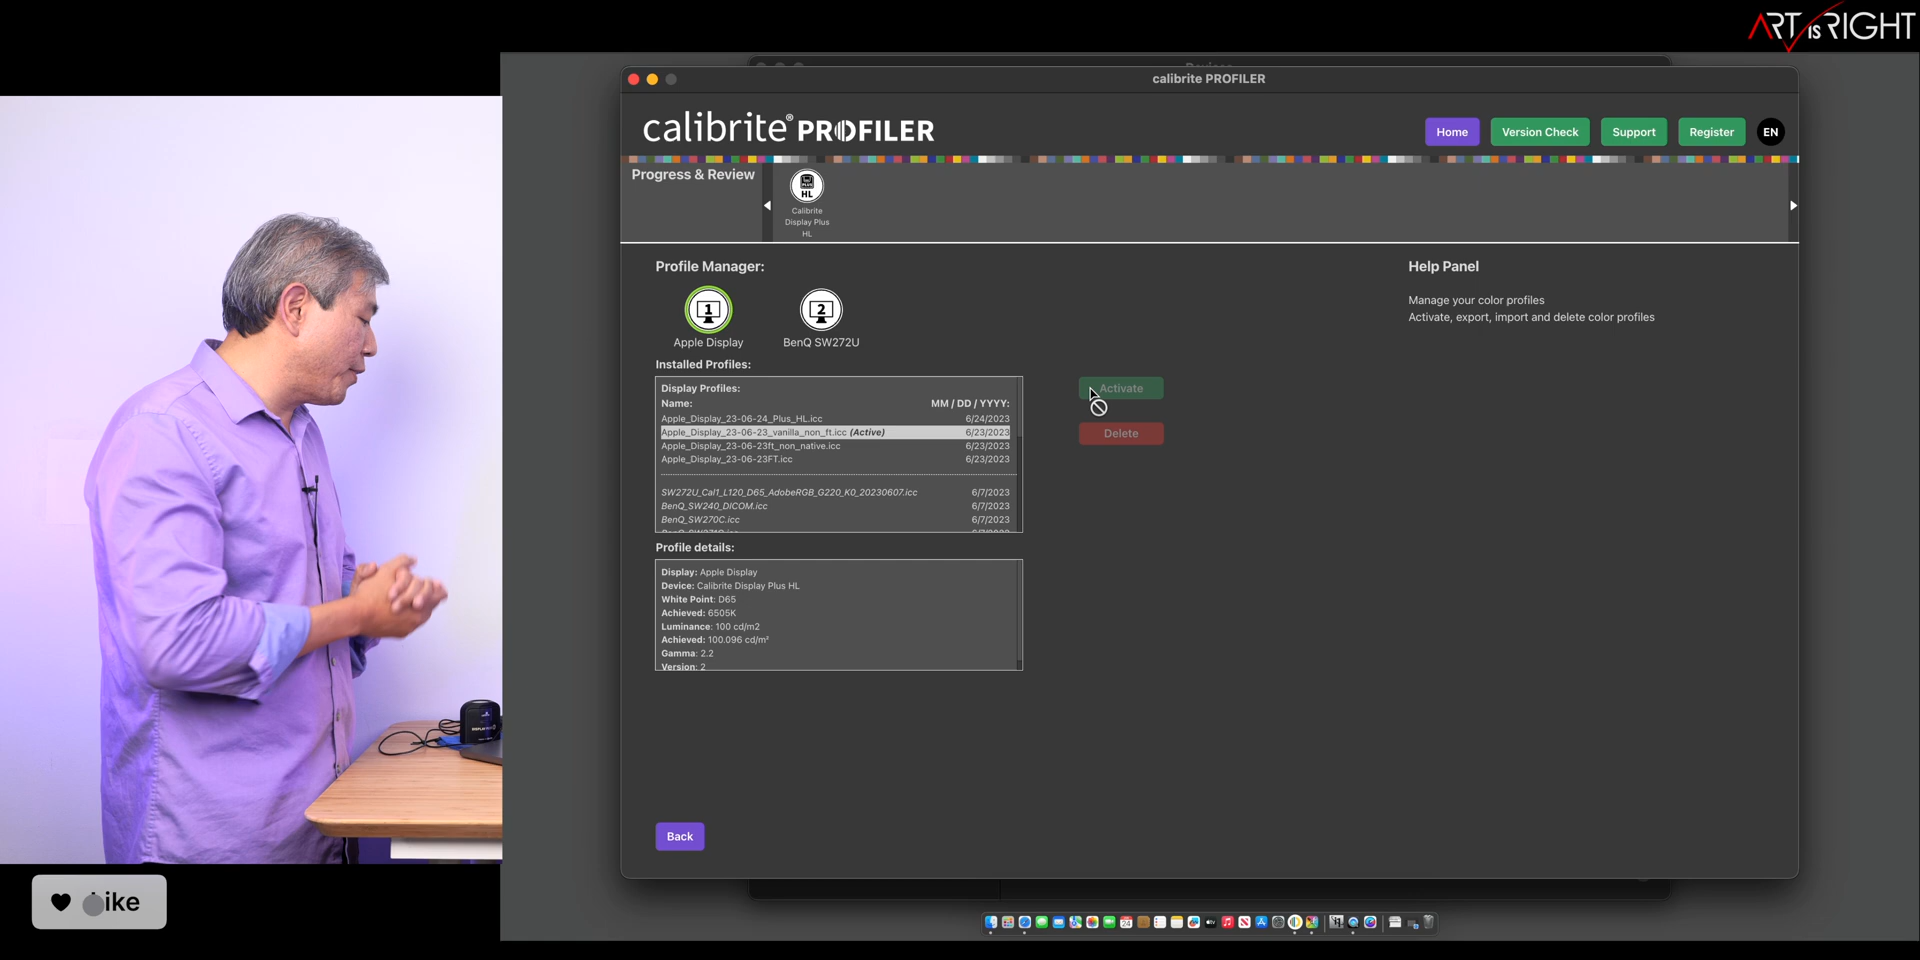 ART is RIGHT
calibrite PROFILER
calibrite® PROFILER
Home
Version Check
Support
Register
EN
Progress & Review
HL
Calibrite
Display Plus
HL
Profile Manager:
1
2
Apple Display
BenQ SW272U
Installed Profiles:
Display Profiles:
Name: MM / DD / YYYY:
Apple_Display_23-06-24_Plus_HL.icc 6/24/2023
Apple_Display_23-06-23_vanilla_non_ft.icc (Active) 6/23/2023
Apple_Display_23-06-23ft_non_native.icc 6/23/2023
Apple_Display_23-06-23FT.icc 6/23/2023
SW272U_Cal1_L120_D65_AdobeRGB_G220_K0_20230607.icc 6/7/2023
BenQ_SW240_DICOM.icc 6/7/2023
BenQ_SW270C.icc 6/7/2023
Activate
Delete
Help Panel
Manage your color profiles
Activate, export, import and delete color profiles
Profile details:
Display: Apple Display
Device: Calibrite Display Plus HL
White Point: D65
Achieved: 6505K
Luminance: 100 cd/m2
Achieved: 100.096 cd/m²
Gamma: 2.2
Version: 2
Back
Like